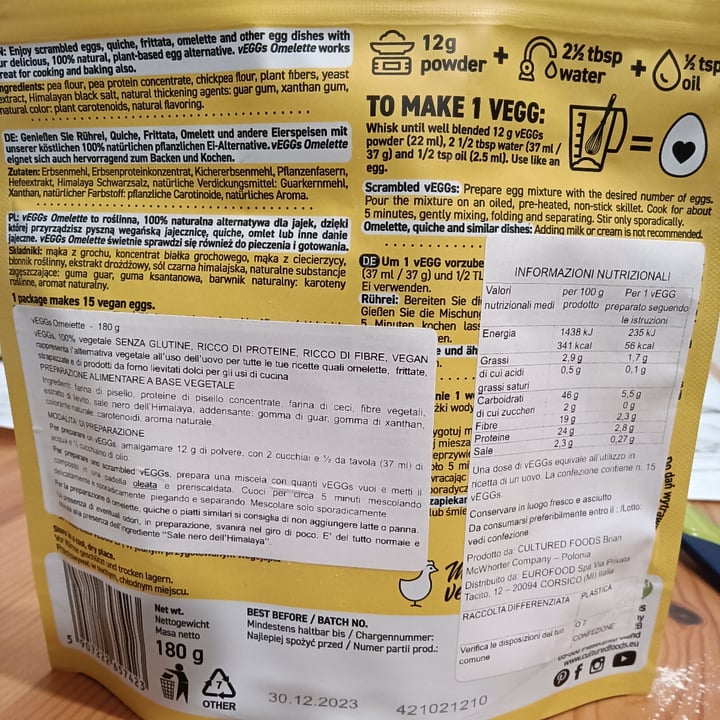 EN: Enjoy scrambled eggs, quiche, frittata, omelette and other egg dishes with
our delicious, 100% natural, plant-based egg alternative. vEGGs Omelette works
great for cooking and baking also.
Ingredients: pea flour, pea protein concentrate, chickpea flour, plant fibers, yeast
extract, Himalayan black salt, natural thickening agents: guar gum, xanthan gum,
natural color: plant carotenoids, natural flavoring.
DE: Genießen Sie Rührei, Quiche, Frittata, Omelett und andere Eierspeisen mit
unserer köstlichen 100% natürlichen pflanzlichen Ei-Alternative. vEGGs Omelette
eignet sich auch hervorragend zum Backen und Kochen.
Zutaten: Erbsenmehl, Erbsenproteinkonzentrat, Kichererbsenmehl, Pflanzenfasern,
Hefeextrakt, Himalaya Schwarzsalz, natürliche Verdickungsmittel: Guarkernmehl,
Xanthan, natürlicher Farbstoff: pflanzliche Carotinoide, natürliches Aroma.
PL: vEGGs Omelette to roślinna, 100% naturalna alternatywa dla jajek, dzięki
której przyrządzisz pyszną wegańską jajecznicę, quiche, omlet lub inne danie
jajeczne. vEGGs Omelette świetnie sprawdzi się również do pieczenia i gotowania.
Składniki: mąka z grochu, koncentrat białka grochowego, mąka z ciecierzycy,
błonnik roślinny, ekstrakt drożdżowy, sól czarna himalajska, naturalne substancje
zagęszczające: guma guar, guma ksantanowa, barwnik naturalny: karoteny
roślinne, aromat naturalny.
1 package makes 15 vegan eggs.
vEGGs Omelette - 180 g
vEGGs, 100% vegetale SENZA GLUTINE, RICCO DI PROTEINE, RICCO DI FIBRE, VEGAN
rappresenta l'alternativa vegetale all'uso dell'uovo per tutte le tue ricette quali omelette, frittate,
strapazzate e di prodotti da forno lievitati dolci per gli usi di cucina
PREPARAZIONE ALIMENTARE A BASE VEGETALE
Ingredienti: farina di pisello, proteine di pisello concentrate, farina di ceci, fibre vegetali,
estratto di lievito, sale nero dell'Himalaya, addensante: gomma di guar, gomma di xanthan,
colorante naturale: carotenoidi, aroma naturale.
MODALITA' DI PREPARAZIONE
Per preparare un vEGGs, amalgamare 12 g di polvere, con 2 cucchiai e ½ da tavola (37 ml) di
acqua e ½ cucchiaino di olio.
Per preparare uno scrambled vEGGs, prepara una miscela con quanti vEGGs vuoi e metti il
composto in una padella oleata e preriscaldata. Cuoci per circa 5 minuti mescolando
delicatamente e sporadicamente piegando e separando. Mescolare solo sporadicamente.
Per la preparazione di omelette, quiche o piatti similari si consiglia di non aggiungere latte o panna.
La presenza di eventuali odori, in preparazione, svanirà nel giro di poco. E' del tutto normale e
alla presenza dell'ingrediente "Sale nero dell'Himalaya".
Store in a cool, dry place.
und trocken lagern.
chłodnym miejscu.
5 907222 657423
Net wt.
Nettogewicht
Masa netto
180 g
7
OTHER
BEST BEFORE / BATCH NO.
Mindestens haltbar bis / Chargennummer:
Najlepiej spożyć przed / Numer partii prod.:
30.12.2023
421021210
12g
powder
+
2½ tbsp
water
+
½ tsp
oil
TO MAKE 1 VEGG:
Whisk until well blended 12 g vEGGs
powder (22 ml), 2 1/2 tbsp water (37 ml /
37 g) and 1/2 tsp oil (2.5 ml). Use like an
egg.
=
Scrambled vEGGs: Prepare egg mixture with the desired number of eggs.
Pour the mixture on an oiled, pre-heated, non-stick skillet. Cook for about
5 minutes, gently mixing, folding and separating. Stir only sporadically.
Omelette, quiche and similar dishes: Adding milk or cream is not recommended.
DE Um 1 vEGG
(37 ml / 37 g) und 1/2
Ei verwenden.
Rührei: Bereiten Sie
Gießen Sie die
5 Minuten kochen
INFORMAZIONI NUTRIZIONALI
Valori per 100 g Per 1 vEGG
nutrizionali medi prodotto preparato seguendo
le istruzioni
Energia 1438 kJ 235 kJ
341 kcal 56 kcal
Grassi 2,9 g 1,7 g
di cui acidi 0,5 g 0,1 g
grassi saturi
Carboidrati 46 g 5,5 g
di cui zuccheri 2 g 0 g
Fibre 19 g 2,3 g
Proteine 24 g 2,8 g
Sale 2,3 g 0,27 g
Una dose di vEGGs equivale all'utilizzo in
ricetta di un uovo. La confezione contiene n. 15
vEGGs.
Conservare in luogo fresco e asciutto
Da consumarsi preferibilmente entro il : /Lotto:
vedi confezione
Prodotto da: CULTURED FOODS Brian
McWhorter Company – Polonia
Distribuito da: EUROFOOD Spa Via Privata
Tacito, 12 – 20094 CORSICO (MI) Italia
RACCOLTA DIFFERENZIATA PLASTICA
Verifica le disposizioni del tuo
comune
O 7
CONFEZIONE
www.culturedfoods.eu